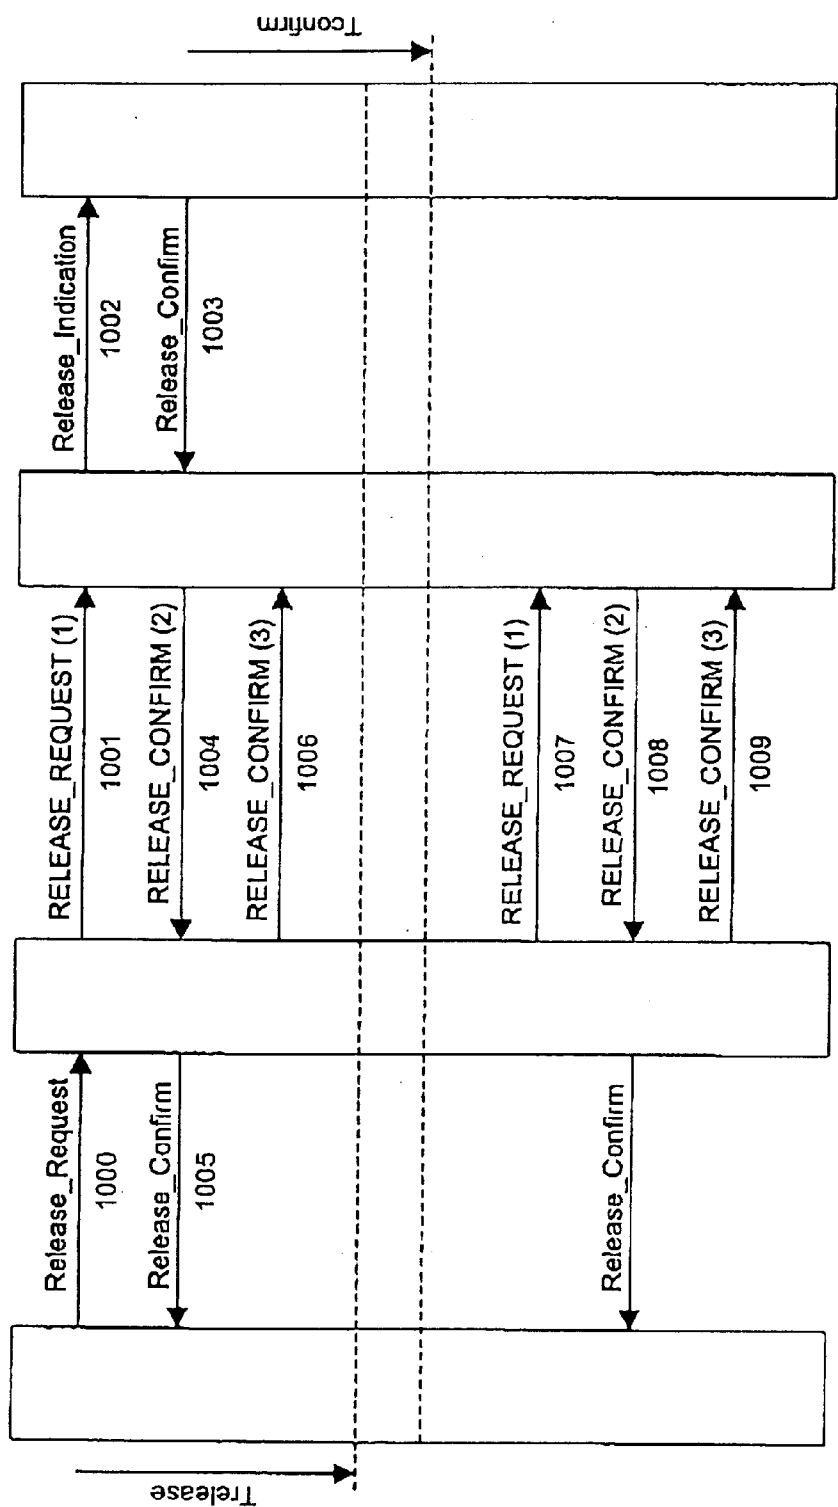 Trelease
Release_Request
1000
Release_Confirm
1005
Release_Confirm
RELEASE_REQUEST (1)
1001
RELEASE_CONFIRM (2)
1004
RELEASE_CONFIRM (3)
1006
RELEASE_REQUEST (1)
1007
RELEASE_CONFIRM (2)
1008
RELEASE_CONFIRM (3)
1009
Release_Indication
1002
Release_Confirm
1003
Tconfirm